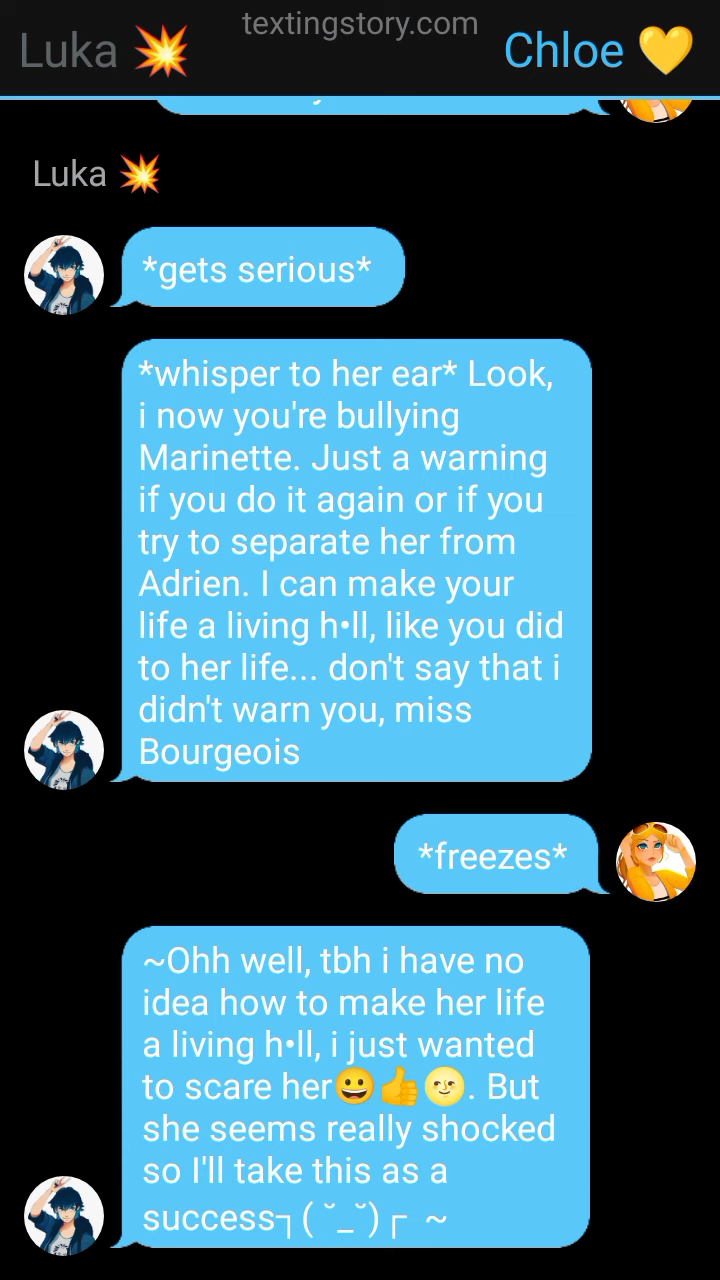 textingstory.com
Luka 💥
Chloe 💛
Luka 💥
*gets serious*
*whisper to her ear* Look,
i now you're bullying
Marinette. Just a warning
if you do it again or if you
try to separate her from
Adrien. I can make your
life a living h•ll, like you did
to her life... don't say that i
didn't warn you, miss
Bourgeois
*freezes*
~Ohh well, tbh i have no
idea how to make her life
a living h•ll, i just wanted
to scare her😀👍🌝. But
she seems really shocked
so I'll take this as a
success┐( ˘_˘)┌ ~